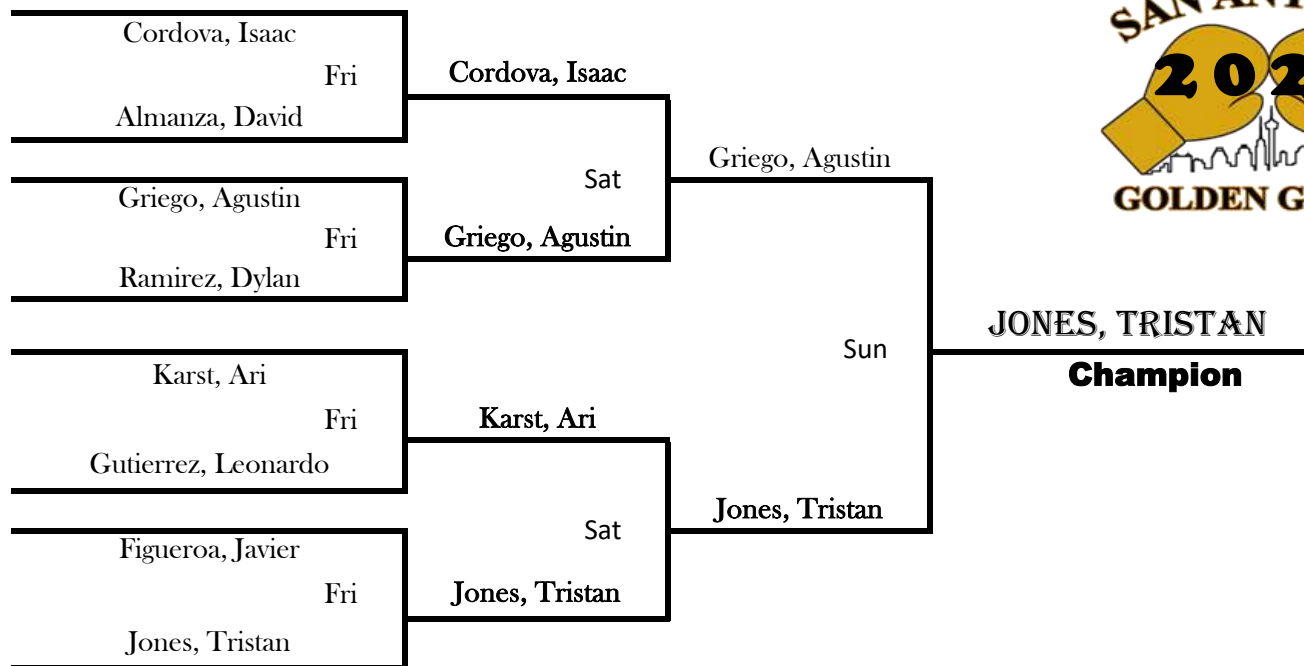 Cordova, Isaac
Fri
Almanza, David
Cordova, Isaac
Griego, Agustin
Fri
Ramirez, Dylan
Sat
Griego, Agustin
Griego, Agustin
Karst, Ari
Fri
Gutierrez, Leonardo
Karst, Ari
Figueroa, Javier
Fri
Jones, Tristan
Sat
Jones, Tristan
Jones, Tristan
Sun
JONES, TRISTAN
Champion
SAN
202
GOLDEN G